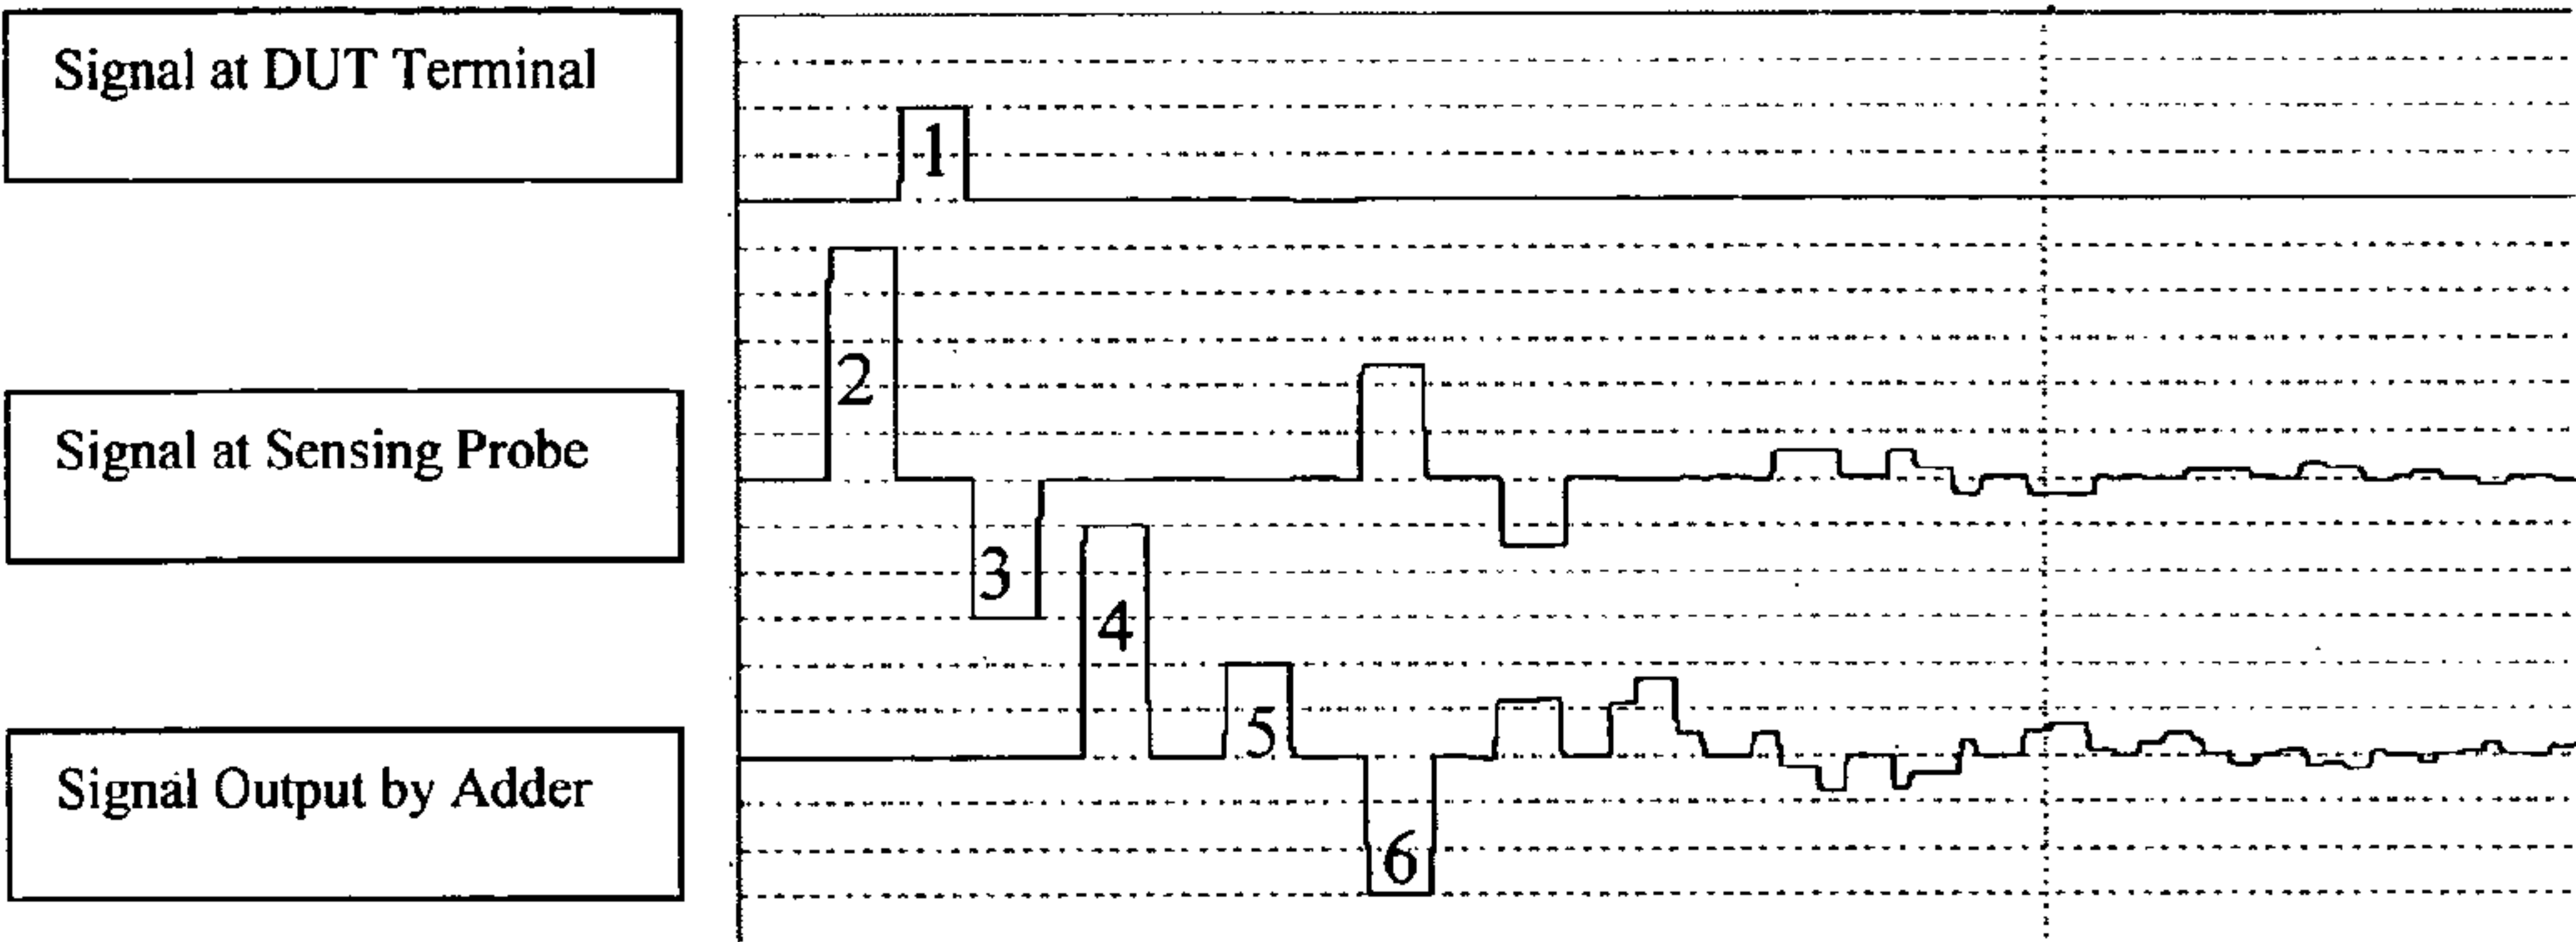 Signal at DUT Terminal
1
2
Signal at Sensing Probe
3
4
5
Signal Output by Adder
6